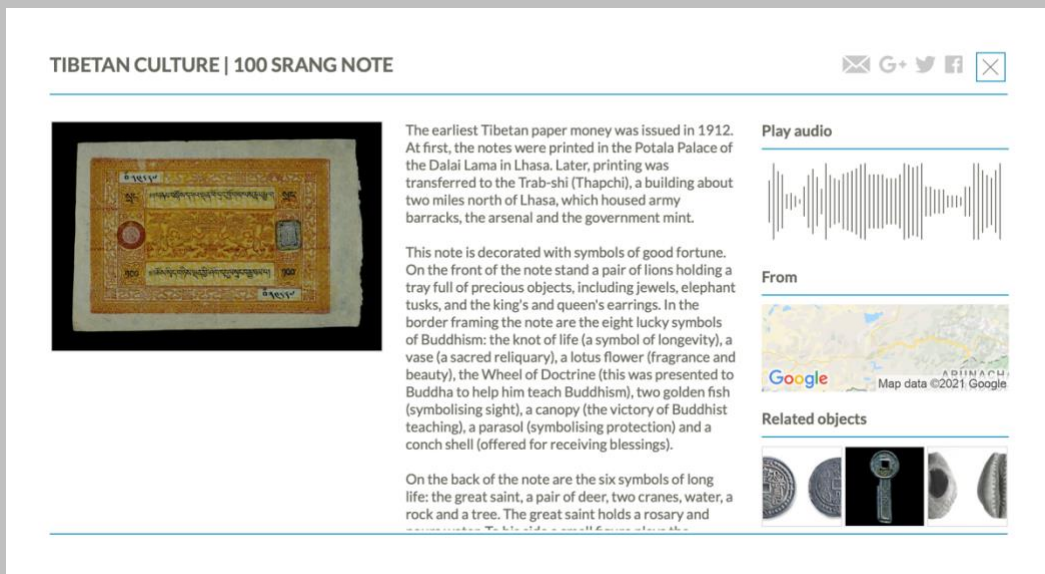 TIBETAN CULTURE | 100 SRANG NOTE
The earliest Tibetan paper money was issued in 1912.
At first, the notes were printed in the Potala Palace of
the Dalai Lama in Lhasa. Later, printing was
transferred to the Trab-shi (Thapchi), a building about
two miles north of Lhasa, which housed army
barracks, the arsenal and the government mint.
This note is decorated with symbols of good fortune.
On the front of the note stand a pair of lions holding a
tray full of precious objects, including jewels, elephant
tusks, and the king's and queen's earrings. In the
border framing the note are the eight lucky symbols
of Buddhism: the knot of life (a symbol of longevity), a
vase (a sacred reliquary), a lotus flower (fragrance and
beauty), the Wheel of Doctrine (this was presented to
Buddha to help him teach Buddhism), two golden fish
(symbolising sight), a canopy (the victory of Buddhist
teaching), a parasol (symbolising protection) and a
conch shell (offered for receiving blessings).
On the back of the note are the six symbols of long
life: the great saint, a pair of deer, two cranes, water, a
rock and a tree. The great saint holds a rosary and
Play audio
From
ARUNACH
Google
Map data ©2021 Google
Related objects